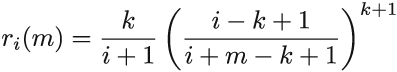 r_i(m) = \frac{k}{i+1} \left( \frac{i-k+1}{i+m-k+1} \right)^{k+1}